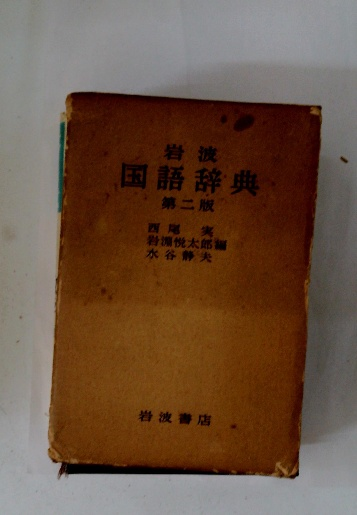 岩波
国語辞典
第二版
西尾 実
岩淵悦太郎編
水谷静夫
岩波書店